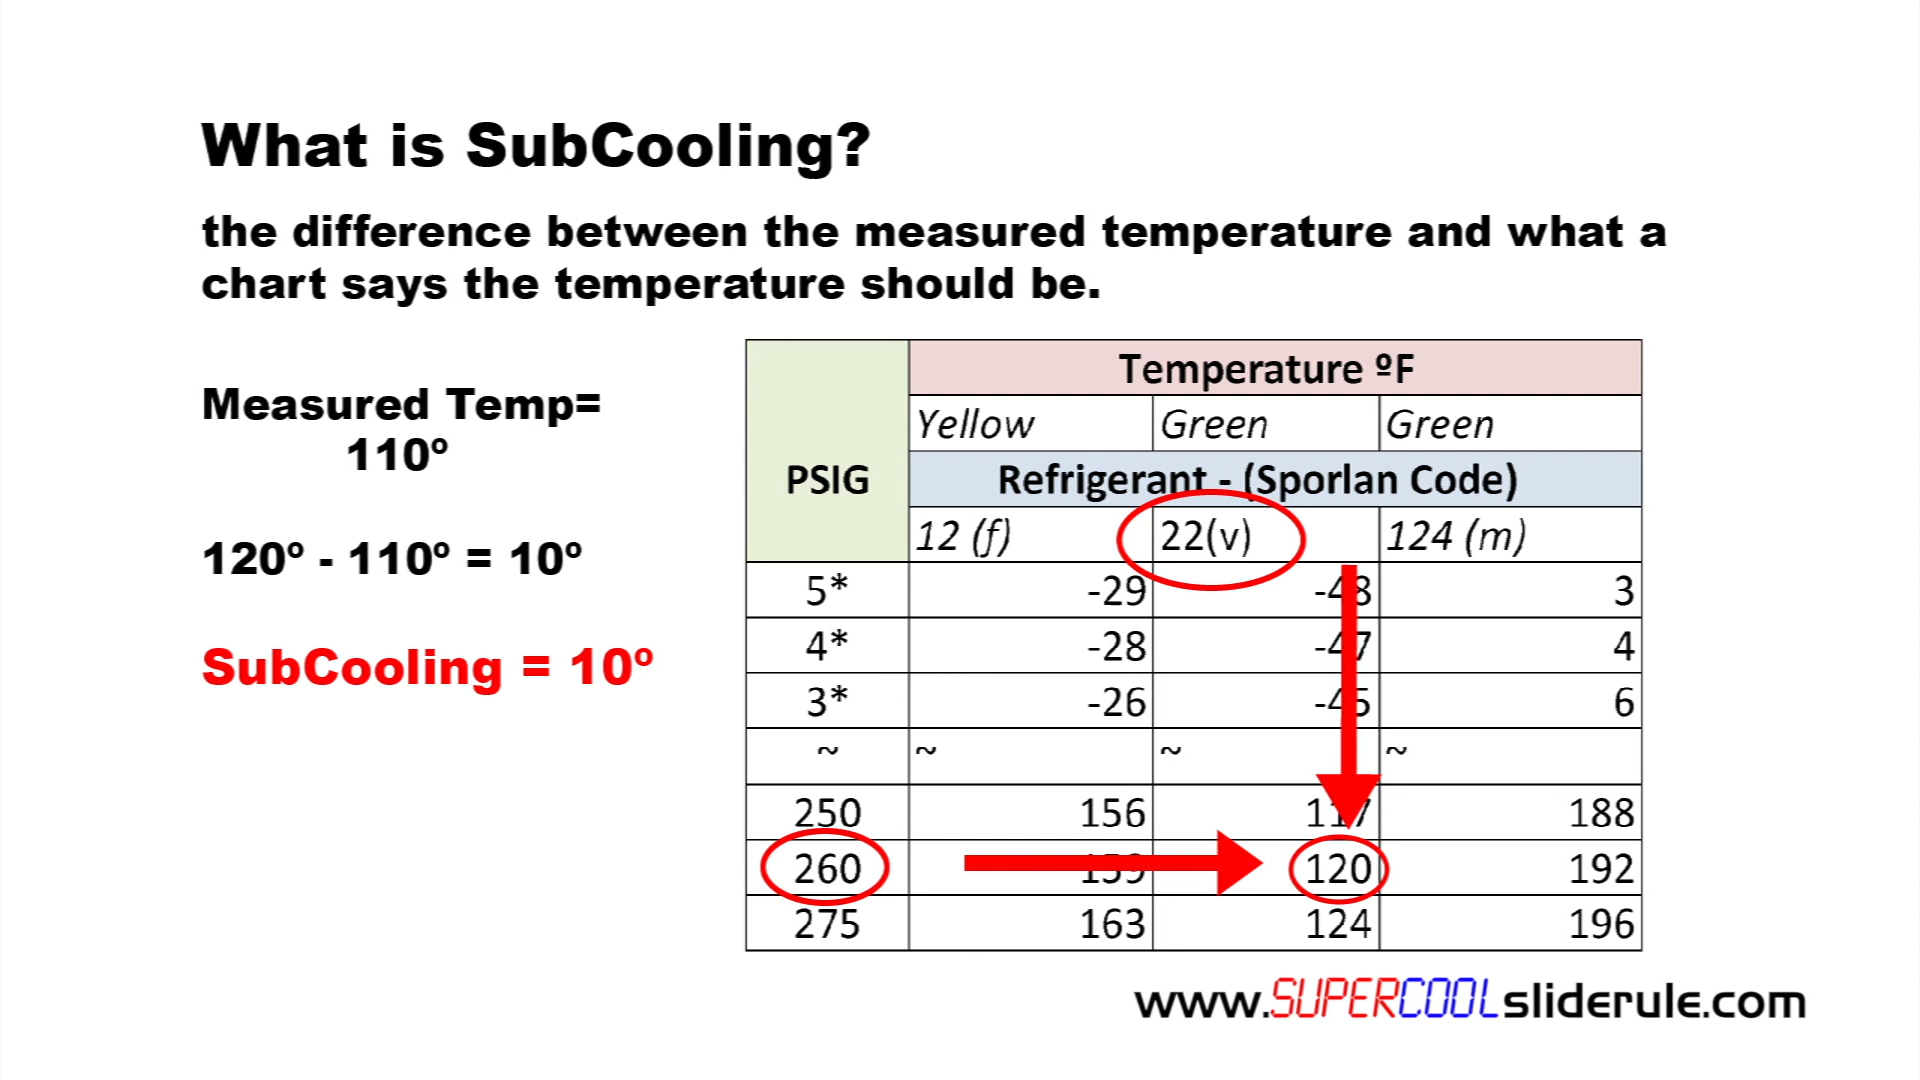 What is SubCooling?
the difference between the measured temperature and what a
chart says the temperature should be.
Measured Temp=
110º
120º - 110º = 10º
SubCooling = 10º
Temperature ºF
Yellow Green Green
PSIG Refrigerant - (Sporlan Code)
12 (f) 22(v) 124 (m)
5* -29 -48 3
4* -28 -47 4
3* -26 -45 6
~ ~ ~ ~
250 156 117 188
260 159 120 192
275 163 124 196
www.SUPERCOOLsliderule.com